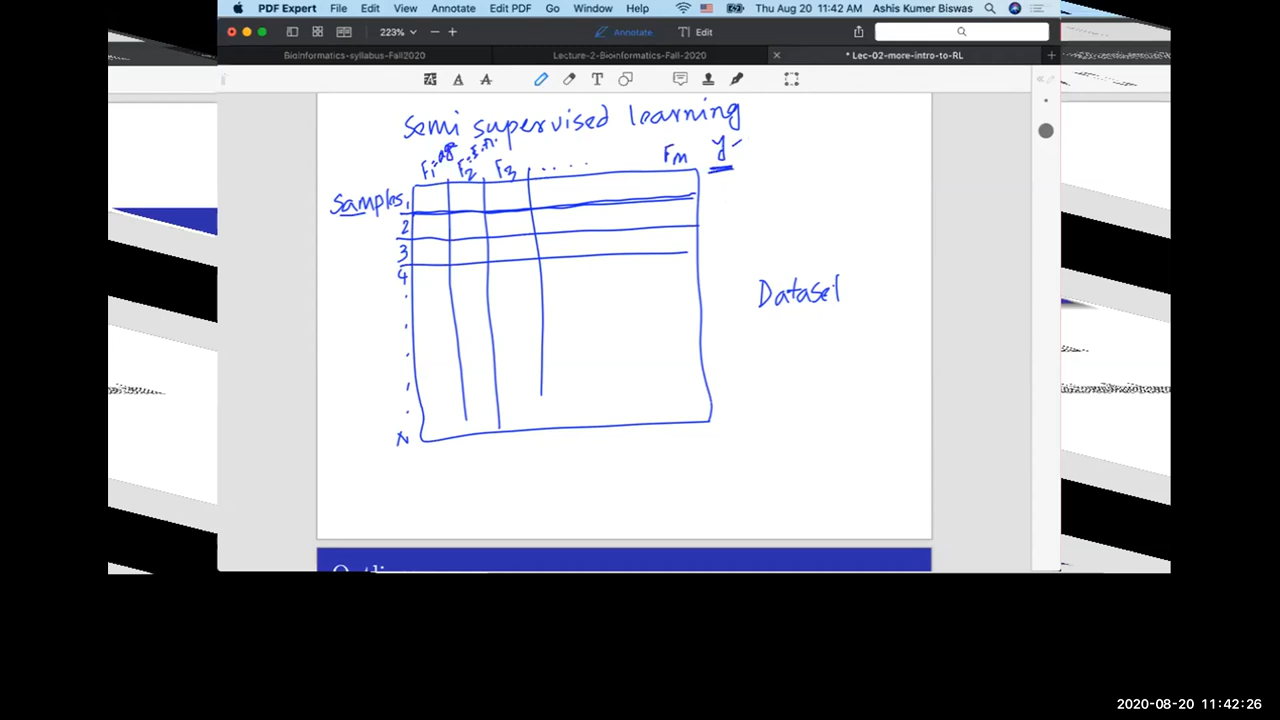 PDF Expert File Edit View Annotate Edit PDF Go Window Help Thu Aug 20 11:42 AM Ashis Kumer Biswas
223% Annotate Edit
Bioinformatics-syllabus-Fall2020 Lecture-2-Bionformatics-Fall-2020 * Lec-02-more-intro-to-RL
Semi supervised learning
F1 = age F2 F3 . . . . Fm y
Samples 1
2
3
4
Dataset
N
2020-08-20 11:42:26